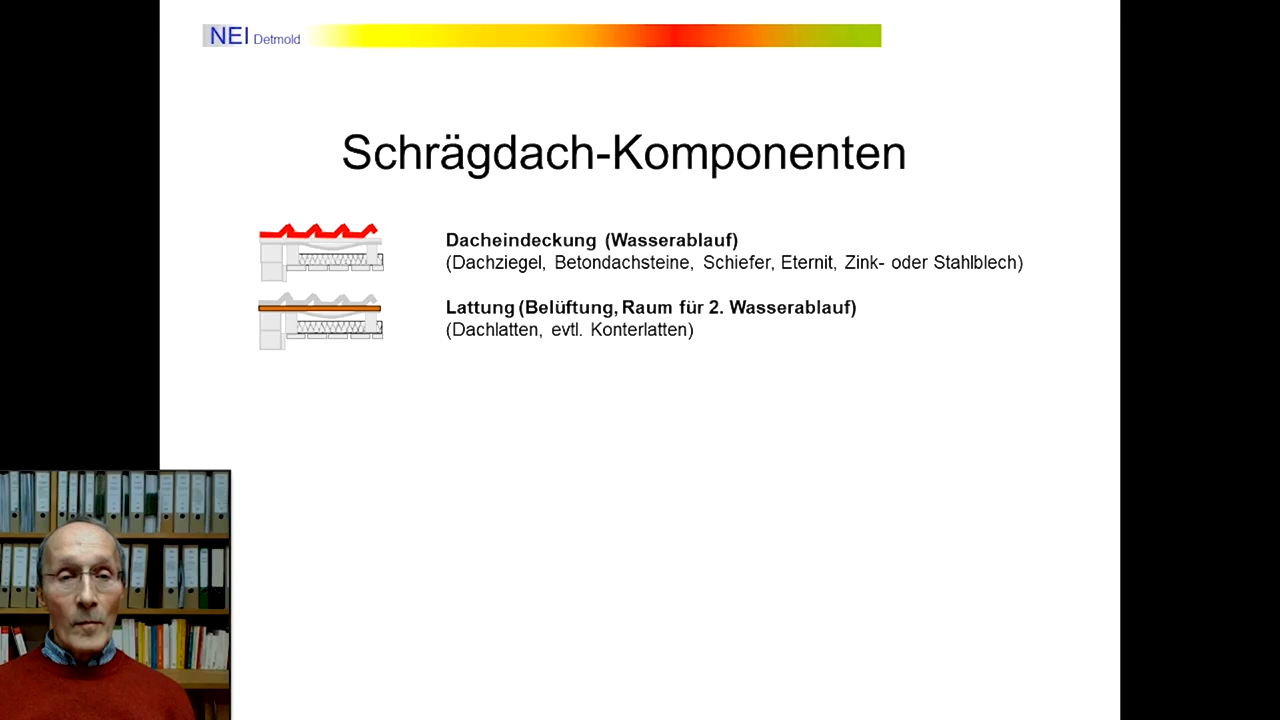 NEI Detmold
Schrägdach-Komponenten
Dacheindeckung (Wasserablauf)
(Dachziegel, Betondachsteine, Schiefer, Eternit, Zink- oder Stahlblech)
Lattung (Belüftung, Raum für 2. Wasserablauf)
(Dachlatten, evtl. Konterlatten)